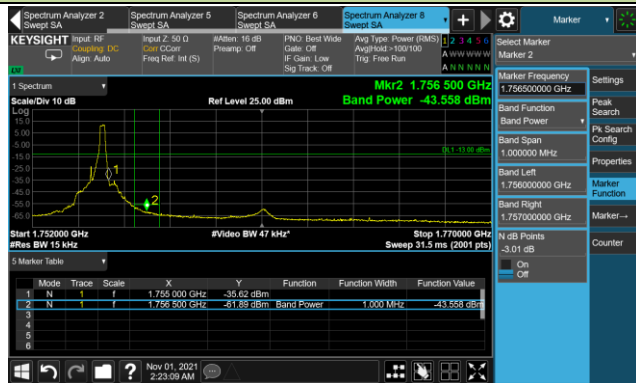 Spectrum Analyzer 2
Swept SA
Spectrum Analyzer 5
Swept SA
Spectrum Analyzer 6
Swept SA
Spectrum Analyzer 8
Swept SA
Marker
KEYSIGHT
Input: RF
Coupling: DC
Align: Auto
Input Z: 50 Ω
Corr CCorr
Freq Ref: Int (S)
#Atten: 16 dB
Preamp: Off
PNO: Best Wide
Gate: Off
IF Gain: Low
Sig Track: Off
Avg Type: Power (RMS)
Avg|Hold:>100/100
Trig: Free Run
1 2 3 4 5 6
A W W W W W
A N N N N N
Select Marker
Marker 2
1 Spectrum
Scale/Div 10 dB
Log
Ref Level 25.00 dBm
Mkr2 1.756 500 GHz
Band Power -43.558 dBm
15.0
5.00
-5.00
-15.0
-25.0
-35.0
-45.0
-55.0
-65.0
DL1 -13.00 dBm
1
2
Start 1.752000 GHz
#Res BW 15 kHz
#Video BW 47 kHz*
Stop 1.770000 GHz
Sweep 31.5 ms (2001 pts)
5 Marker Table
Mode Trace Scale X Y Function Function Width Function Value
1 N 1 f 1.755 000 GHz -35.62 dBm
2 N 1 f 1.756 500 GHz -61.89 dBm Band Power 1.000 MHz -43.558 dBm
3
4
5
6
Marker Frequency
1.756500000 GHz
Band Function
Band Power
Band Span
1.000000 MHz
Band Left
1.756000000 GHz
Band Right
1.757000000 GHz
N dB Points
-3.01 dB
On
Off
Settings
Peak
Search
Pk Search
Config
Properties
Marker
Function
Marker→
Counter
?
Nov 01, 2021
2:23:09 AM